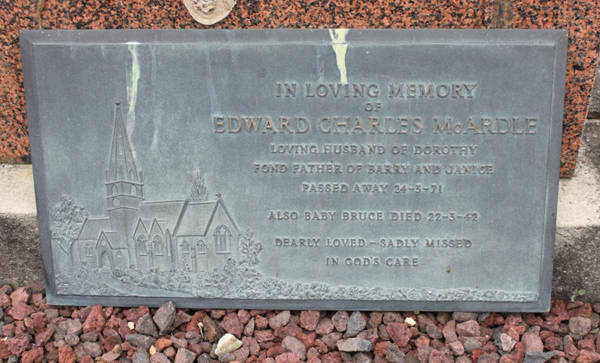 IN LOVING MEMORY
OF
EDWARD CHARLES McARDLE
LOVING HUSBAND OF DOROTHY
FOND FATHER OF BARRY AND JANICE
PASSED AWAY 24-5-71
ALSO BABY BRUCE DIED 22-3-42
DEARLY LOVED – SADLY MISSED
IN GOD'S CARE